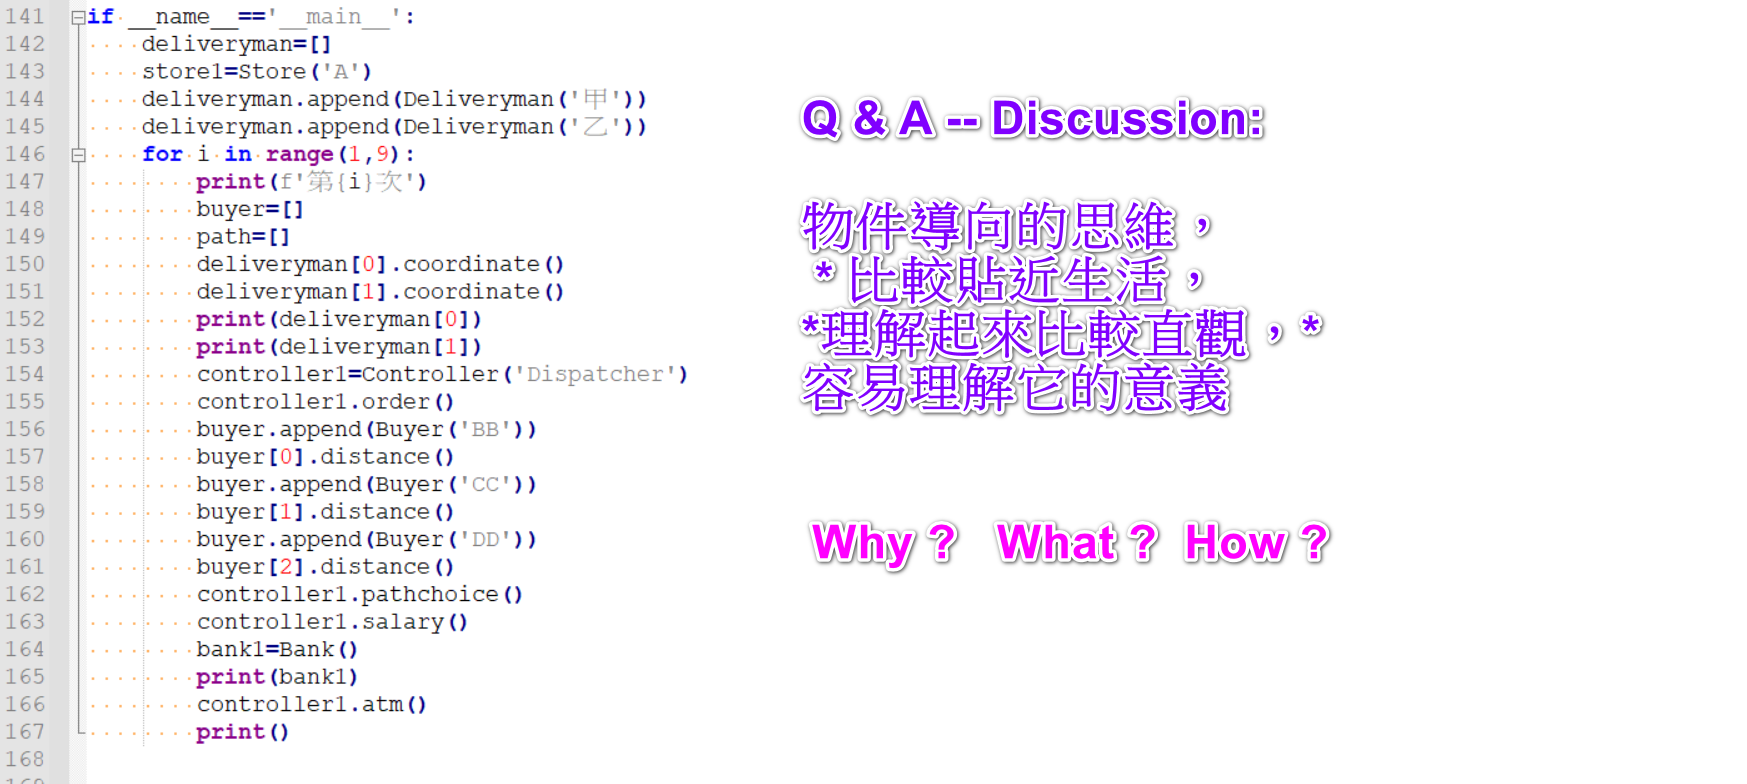 141 if __name__=='__main__':
142 deliveryman=[]
143 store1=Store('A')
144 deliveryman.append(Deliveryman('甲'))
145 deliveryman.append(Deliveryman('乙'))
146 for i in range(1,9):
147 print(f'第{i}次')
148 buyer=[]
149 path=[]
150 deliveryman[0].coordinate()
151 deliveryman[1].coordinate()
152 print(deliveryman[0])
153 print(deliveryman[1])
154 controller1=Controller('Dispatcher')
155 controller1.order()
156 buyer.append(Buyer('BB'))
157 buyer[0].distance()
158 buyer.append(Buyer('CC'))
159 buyer[1].distance()
160 buyer.append(Buyer('DD'))
161 buyer[2].distance()
162 controller1.pathchoice()
163 controller1.salary()
164 bank1=Bank()
165 print(bank1)
166 controller1.atm()
167 print()
168
Q & A -- Discussion:
物件導向的思維，
*比較貼近生活，
*理解起來比較直觀，*
容易理解它的意義
Why ? What ? How ?